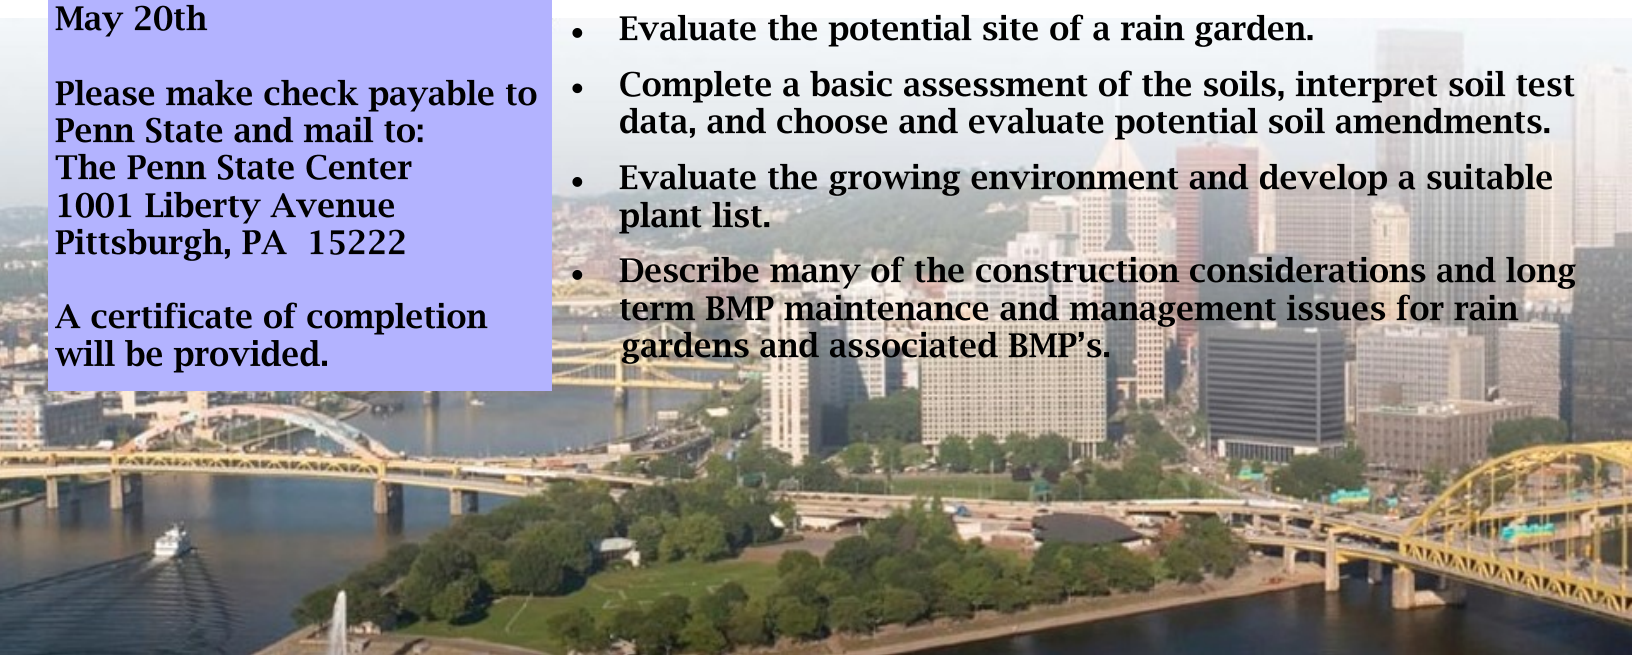 May 20th
Please make check payable to
Penn State and mail to:
The Penn State Center
1001 Liberty Avenue
Pittsburgh, PA  15222
A certificate of completion
will be provided.
• Evaluate the potential site of a rain garden.
• Complete a basic assessment of the soils, interpret soil test
data, and choose and evaluate potential soil amendments.
• Evaluate the growing environment and develop a suitable
plant list.
• Describe many of the construction considerations and long
term BMP maintenance and management issues for rain
gardens and associated BMP’s.